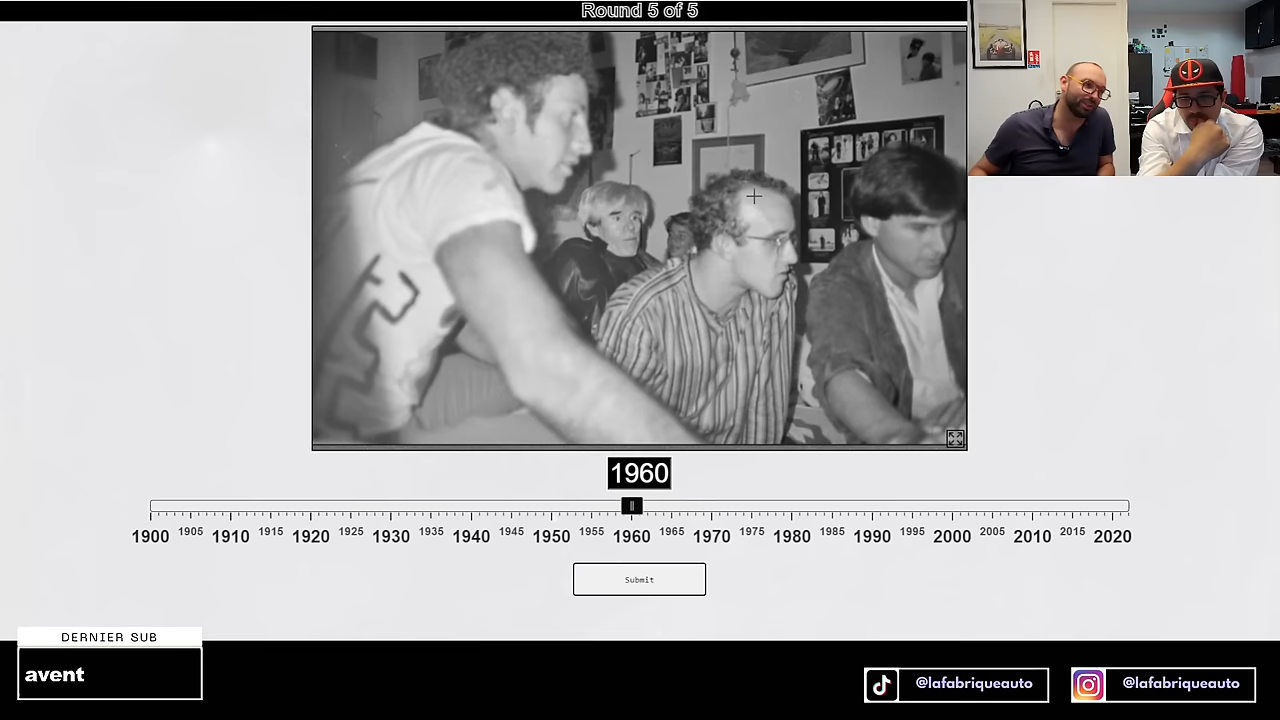 Round 5 of 5
1960
1900 1905 1910 1915 1920 1925 1930 1935 1940 1945 1950 1955 1960 1965 1970 1975 1980 1985 1990 1995 2000 2005 2010 2015 2020
Submit
DERNIER SUB
avent
@lafabriqueauto
@lafabriqueauto